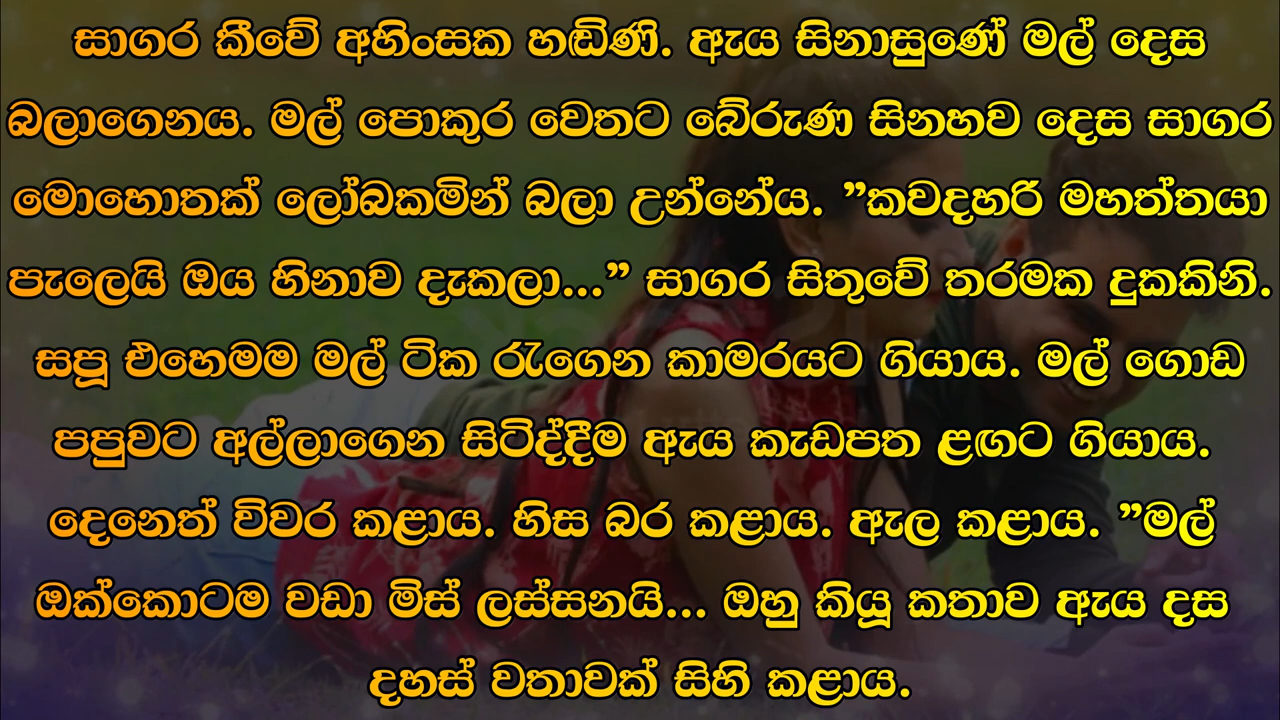 සාගර කීවේ අහිංසක හඬිණි. ඇය සිනාසුණේ මල් දෙස
බලාගෙනය. මල් පොකුර වෙතට බේරුණ සිනහව දෙස සාගර
මොහොතක් ලෝබකමින් බලා උන්නේය. ”කවදහරි මහත්තයා
පැලෙයි ඔය හිනාව දැකලා...” සාගර සිතුවේ තරමක දුකකිනි.
සපූ එහෙමම මල් ටික රැගෙන කාමරයට ගියාය. මල් ගොඩ
පපුවට අල්ලාගෙන සිටිද්දීම ඇය කැඩපත ළඟට ගියාය.
දෙනෙත් විවර කළාය. හිස බර කළාය. ඇල කළාය. ”මල්
ඔක්කොටම වඩා මිස් ලස්සනයි... ඔහු කියූ කතාව ඇය දස
දහස් වතාවක් සිහි කළාය.